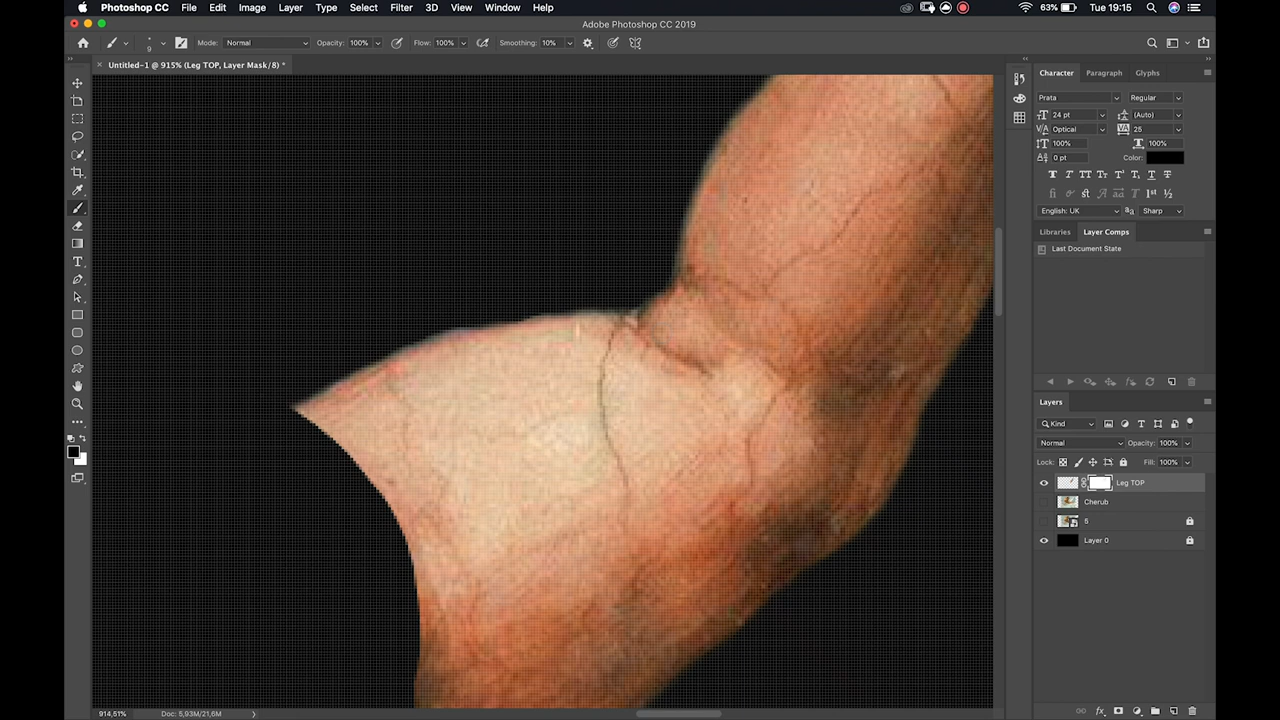 Photoshop CC File Edit Image Layer Type Select Filter 3D View Window Help 63% Tue 19:15
Adobe Photoshop CC 2019
9 Mode: Normal Opacity: 100% Flow: 100% Smoothing: 10%
× Untitled-1 @ 915% (Leg TOP, Layer Mask/8) *
Character Paragraph Glyphs
Prata Regular
24 pt (Auto)
Optical 25
100% 100%
0 pt Color:
English: UK Sharp
Libraries Layer Comps
Last Document State
Layers
Kind
Normal Opacity: 100%
Lock: Fill: 100%
Leg TOP
Cherub
5
Layer 0
914,51% Doc: 5,93M/21,6M